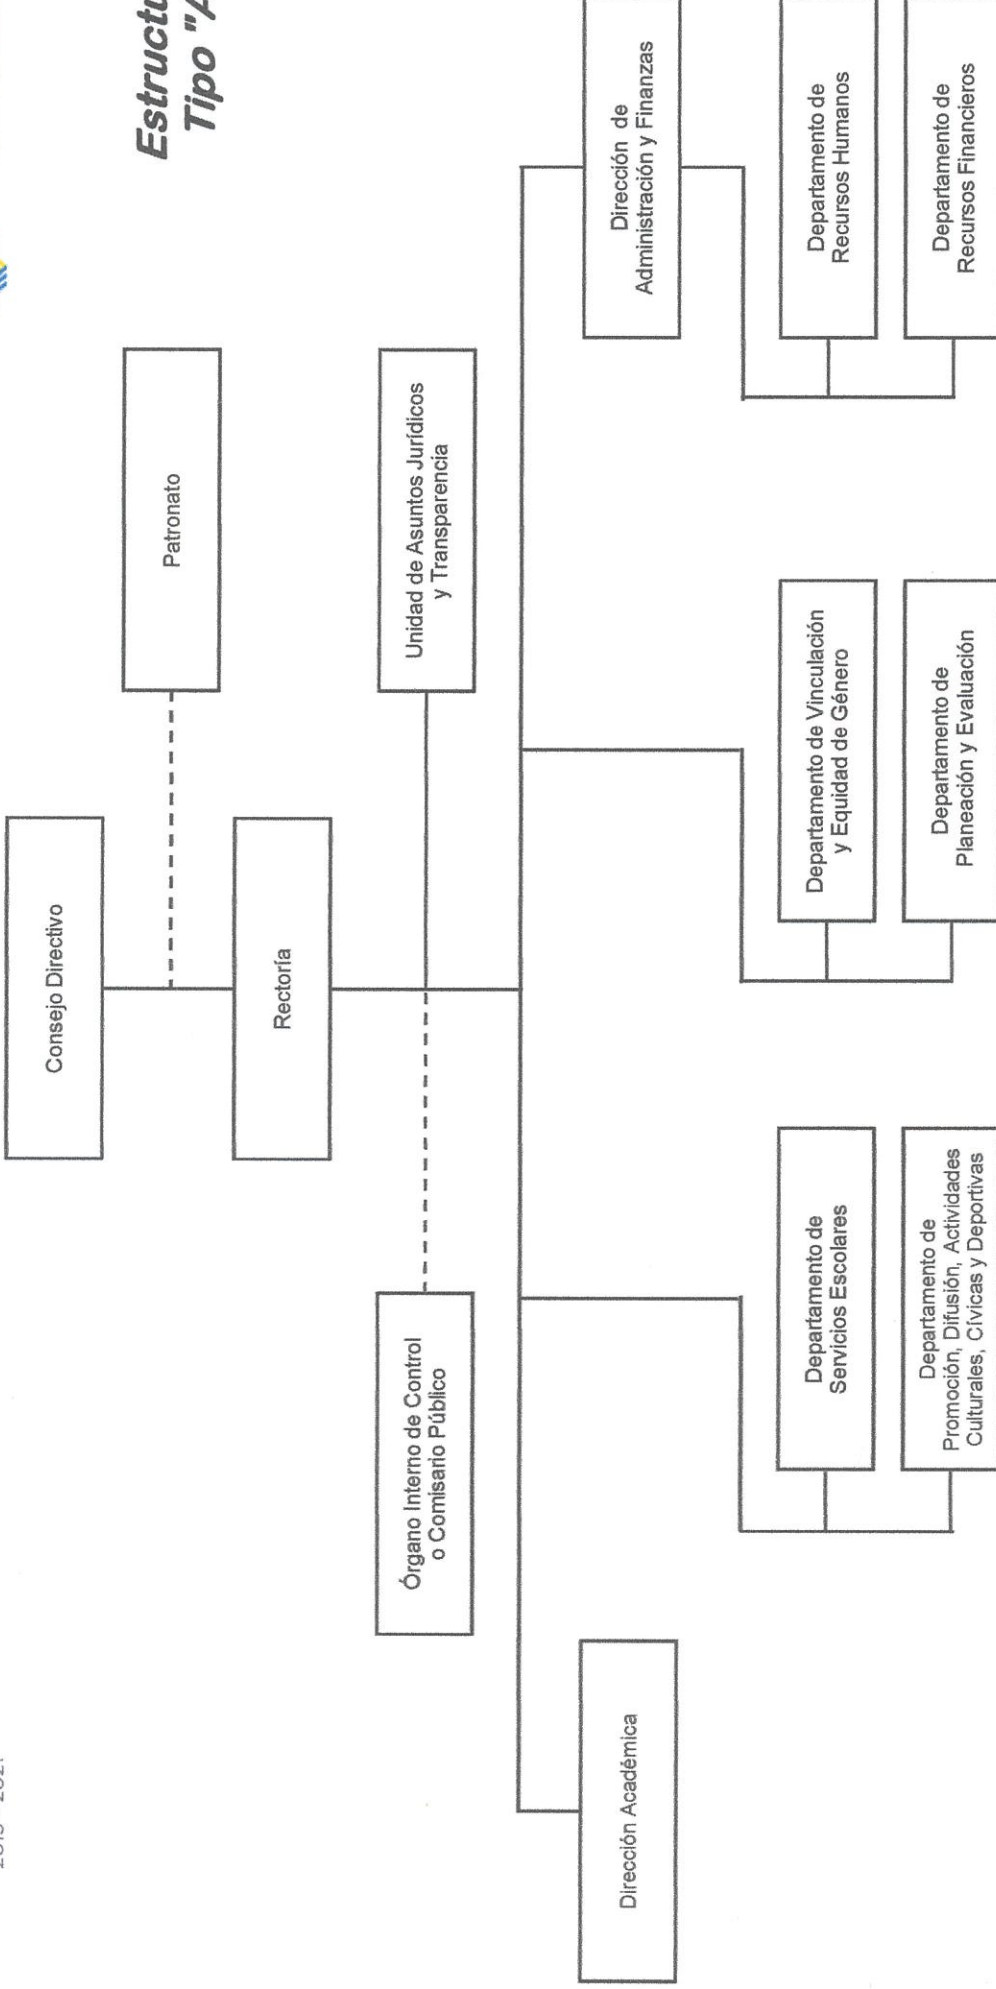 Consejo Directivo
Patronato
Rectoría
Órgano Interno de Control
o Comisario Público
Unidad de Asuntos Jurídicos
y Transparencia
Dirección Académica
Dirección de
Administración y Finanzas
Departamento de
Servicios Escolares
Departamento de Vinculación
y Equidad de Género
Departamento de
Recursos Humanos
Departamento de
Promoción, Difusión, Actividades
Culturales, Cívicas y Deportivas
Departamento de
Planeación y Evaluación
Departamento de
Recursos Financieros
Tipo "A